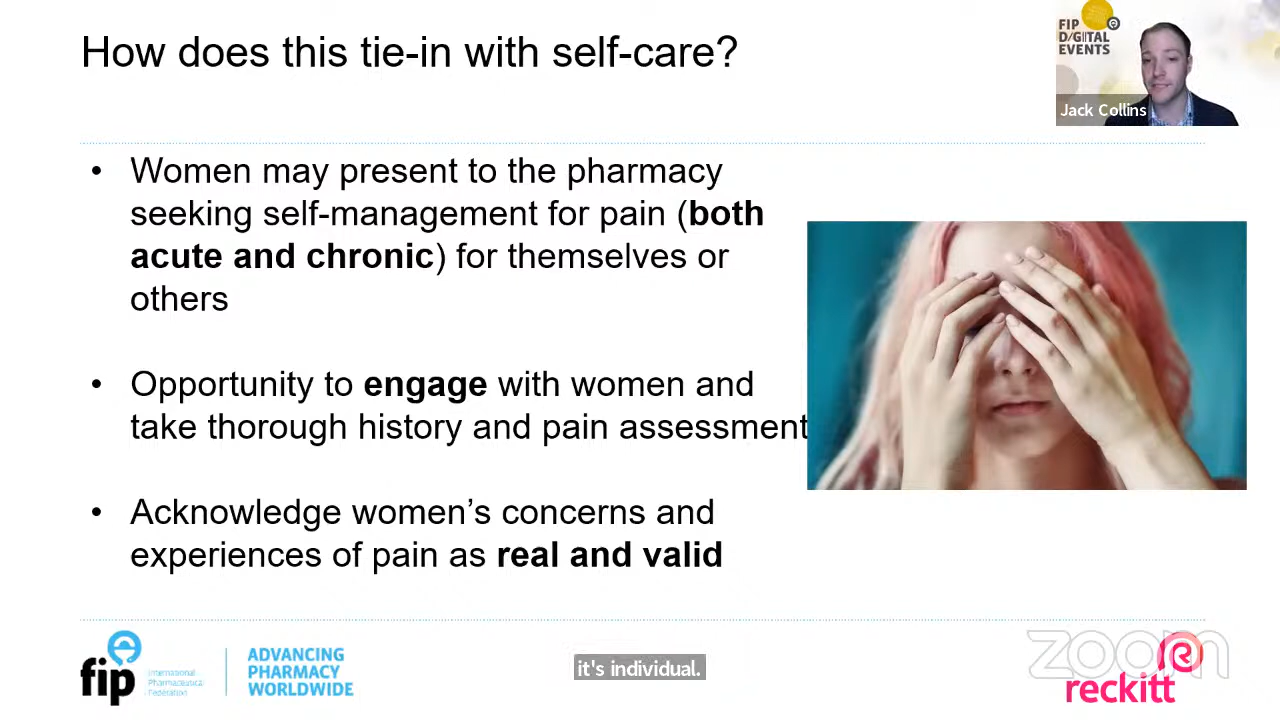 How does this tie-in with self-care?
FIP
DIGITAL
EVENTS
Jack Collins
• Women may present to the pharmacy
seeking self-management for pain (both
acute and chronic) for themselves or
others
• Opportunity to engage with women and
take thorough history and pain assessment
• Acknowledge women’s concerns and
experiences of pain as real and valid
fip
International
Pharmaceutical
Federation
ADVANCING
PHARMACY
WORLDWIDE
it's individual.
zoom
reckitt